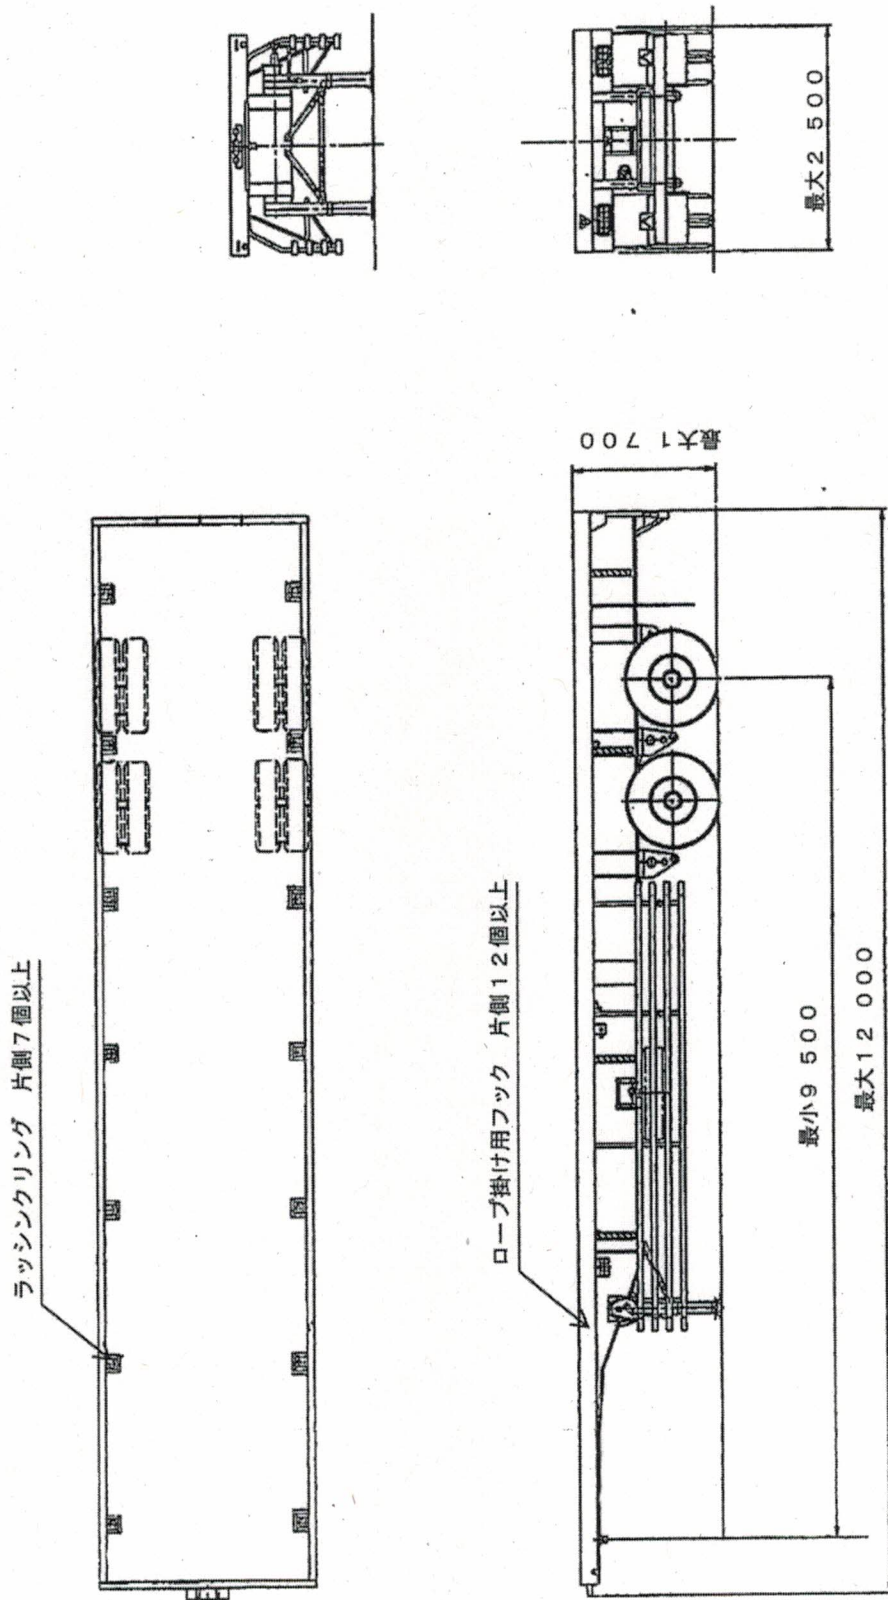 ラッシンクリング 片側7個以上
ロープ掛け用フック 片側12個以上
最大1 700
最大2 500
最小9 500
最大12 000